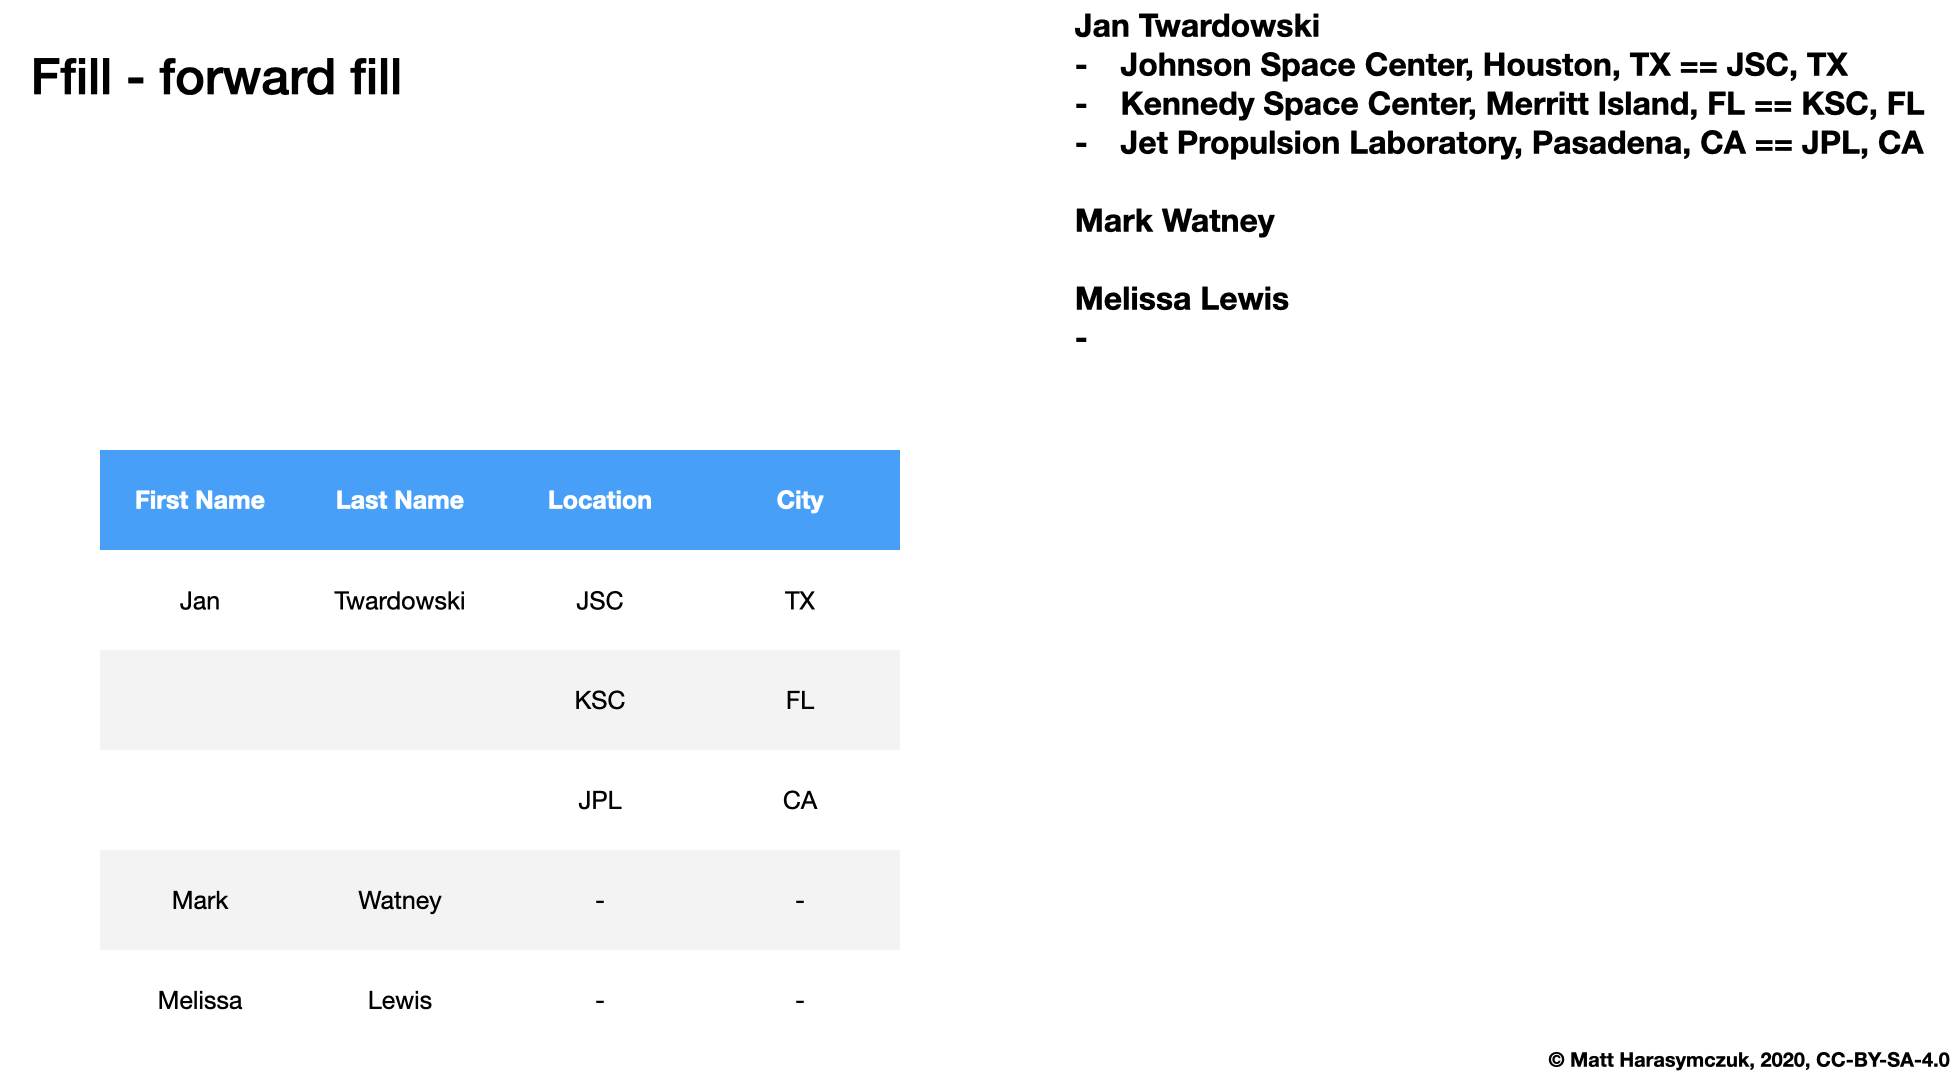 Ffill - forward fill
Jan Twardowski
- Johnson Space Center, Houston, TX == JSC, TX
- Kennedy Space Center, Merritt Island, FL == KSC, FL
- Jet Propulsion Laboratory, Pasadena, CA == JPL, CA
Mark Watney
Melissa Lewis
-
First Name Last Name Location City
Jan Twardowski JSC TX
KSC FL
JPL CA
Mark Watney - -
Melissa Lewis - -
© Matt Harasymczuk, 2020, CC-BY-SA-4.0